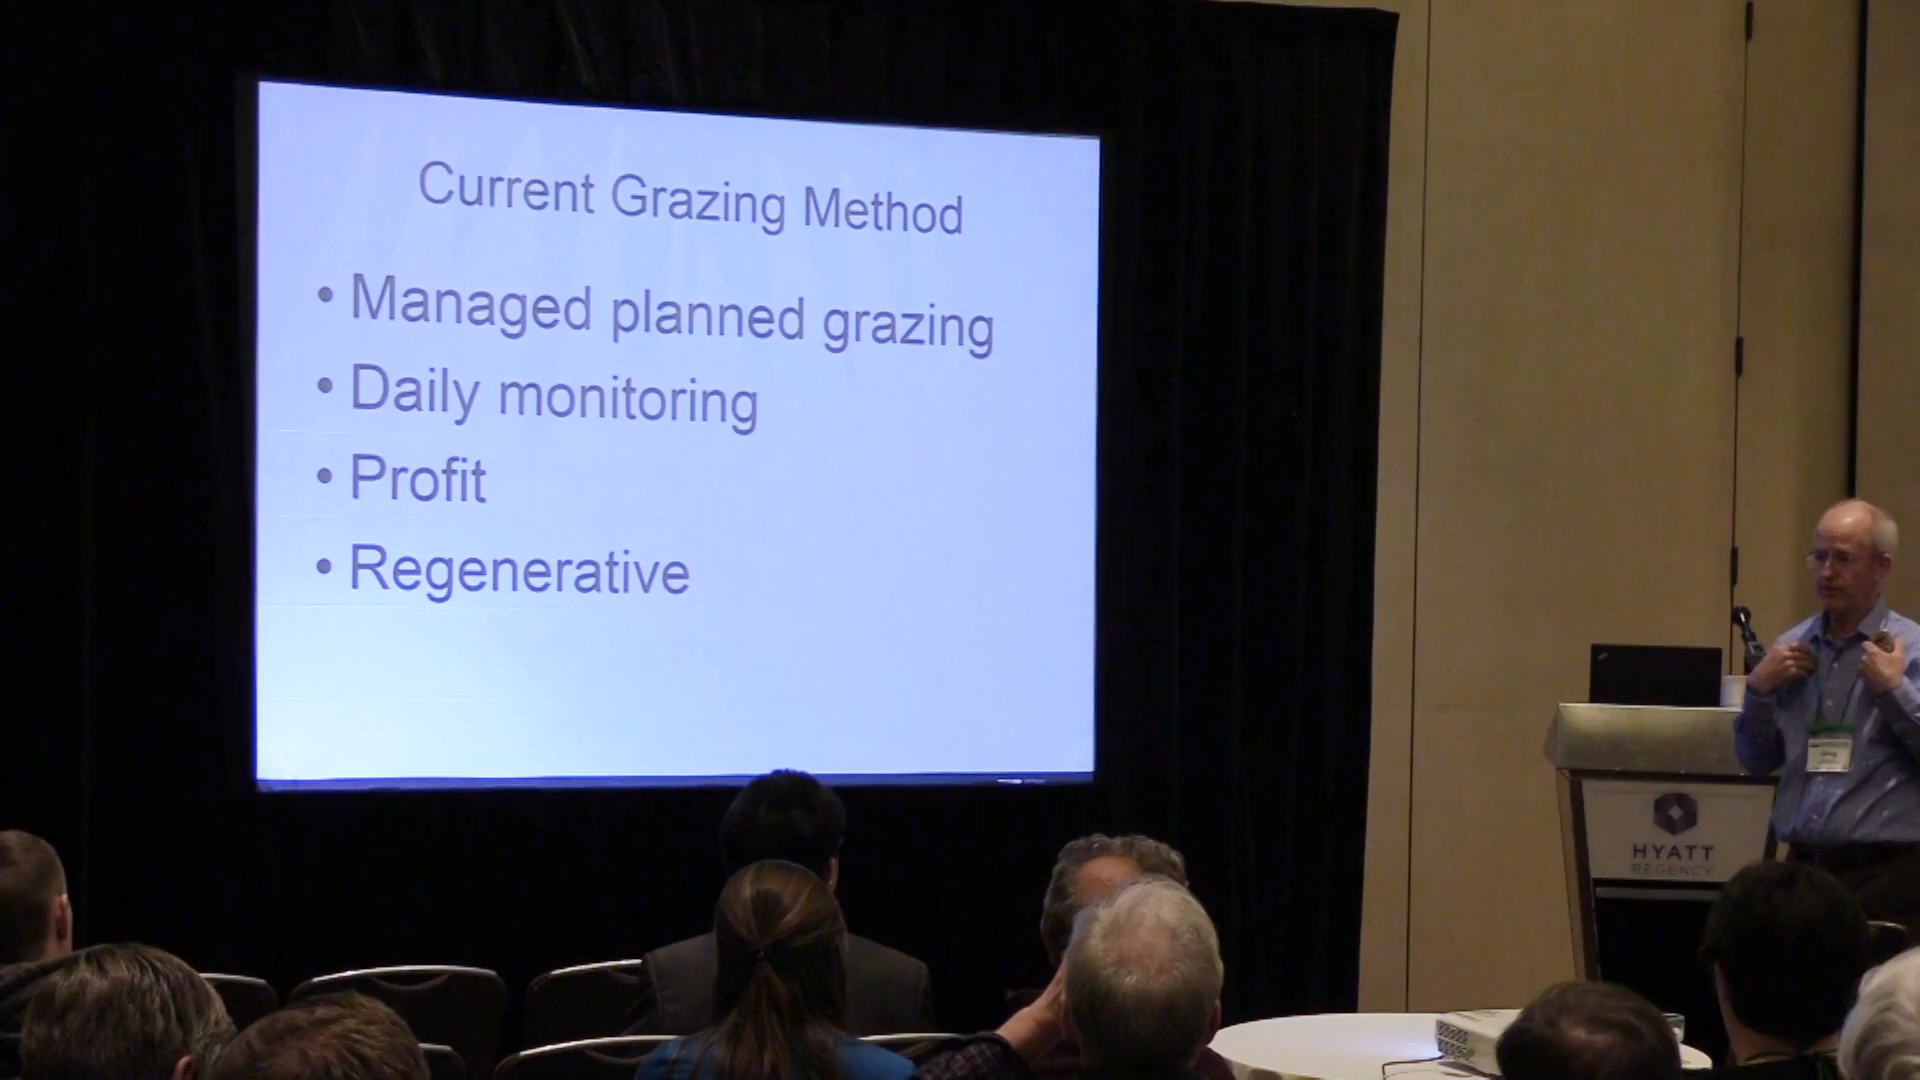 Current Grazing Method
• Managed planned grazing
• Daily monitoring
• Profit
• Regenerative
HYATT
REGENCY